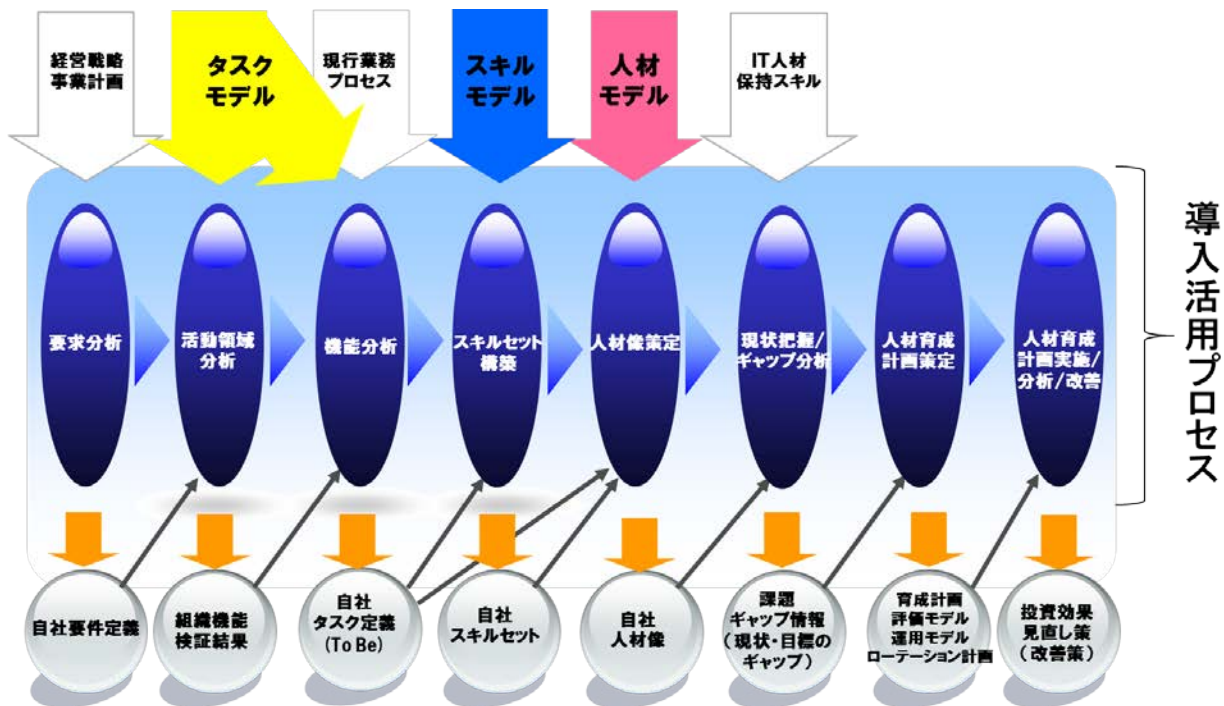 経営戦略
事業計画
タスク
モデル
現行業務
プロセス
スキル
モデル
人材
モデル
IT人材
保持スキル
要求分析
活動領域
分析
機能分析
スキルセット
構築
人材像策定
現状把握/
ギャップ分析
人材育成
計画策定
人材育成
計画実施/
分析/改善
導入活用プロセス
自社要件定義
組織機能
検証結果
自社
タスク定義
(To Be)
自社
スキルセット
自社
人材像
課題
ギャップ情報
(現状・目標の
ギャップ)
育成計画
評価モデル
運用モデル
ローテーション計画
投資効果
見直し策
(改善策)